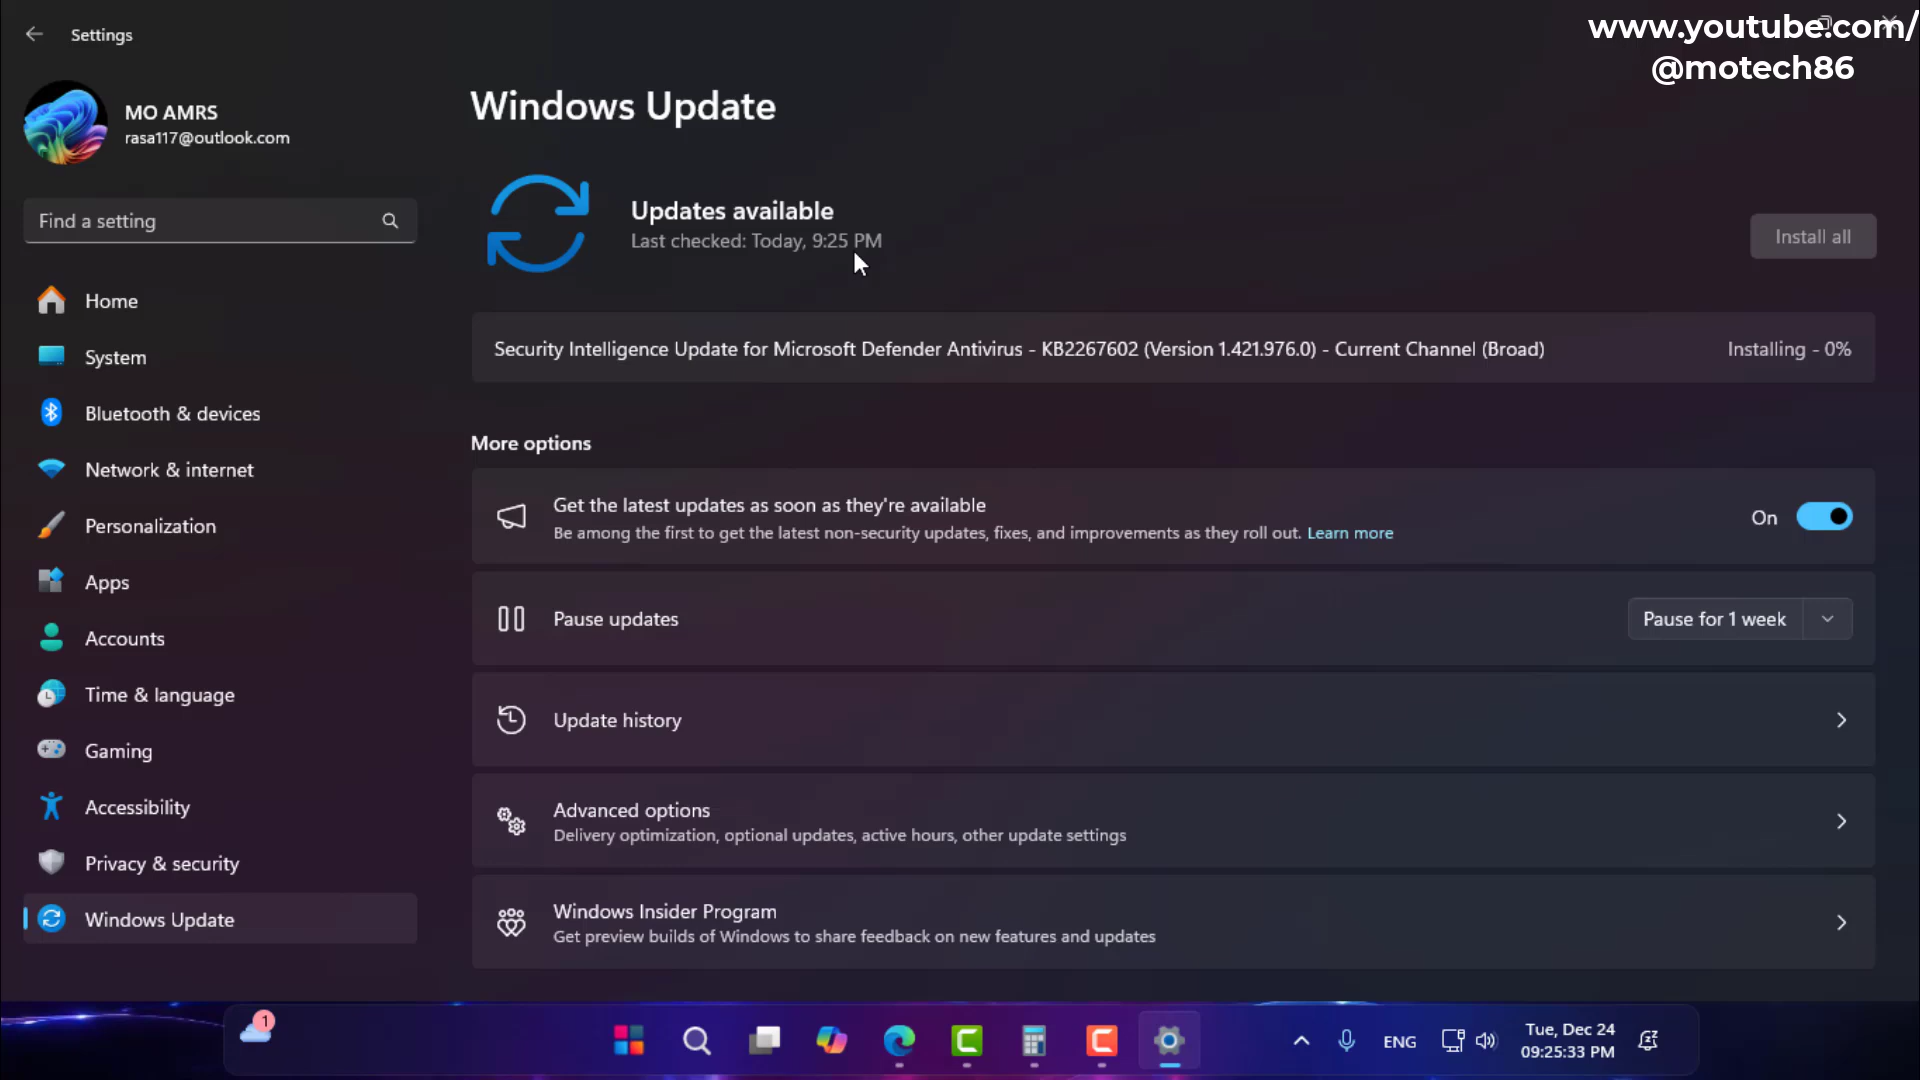 Settings
www.youtube.com/
@motech86
MO AMRS
rasa117@outlook.com
Find a setting
Home
System
Bluetooth & devices
Network & internet
Personalization
Apps
Accounts
Time & language
Gaming
Accessibility
Privacy & security
Windows Update
Windows Update
Updates available
Last checked: Today, 9:25 PM
Install all
Security Intelligence Update for Microsoft Defender Antivirus - KB2267602 (Version 1.421.976.0) - Current Channel (Broad)
Installing - 0%
More options
Get the latest updates as soon as they're available
Be among the first to get the latest non-security updates, fixes, and improvements as they roll out. Learn more
On
Pause updates
Pause for 1 week
Update history
Advanced options
Delivery optimization, optional updates, active hours, other update settings
Windows Insider Program
Get preview builds of Windows to share feedback on new features and updates
1
ENG
Tue, Dec 24
09:25:33 PM